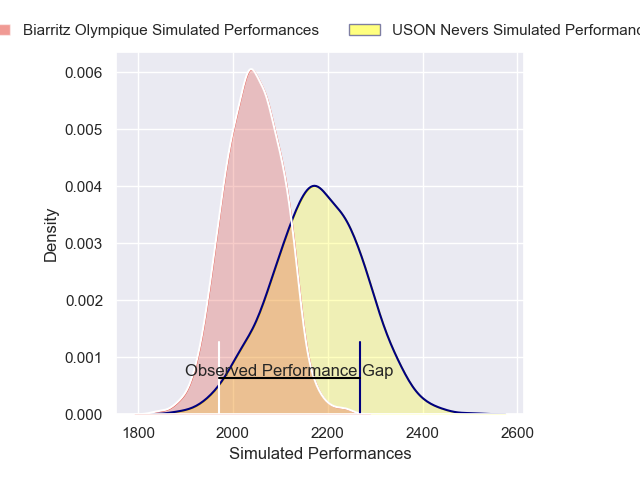 Biarritz Olympique Simulated Performances
USON Nevers Simulated
0.006
0.005
0.004
0.003
0.002
0.001
0.000
Density
Observed Performance Gap
1800
2000
2200
2400
2600
Simulated Performances